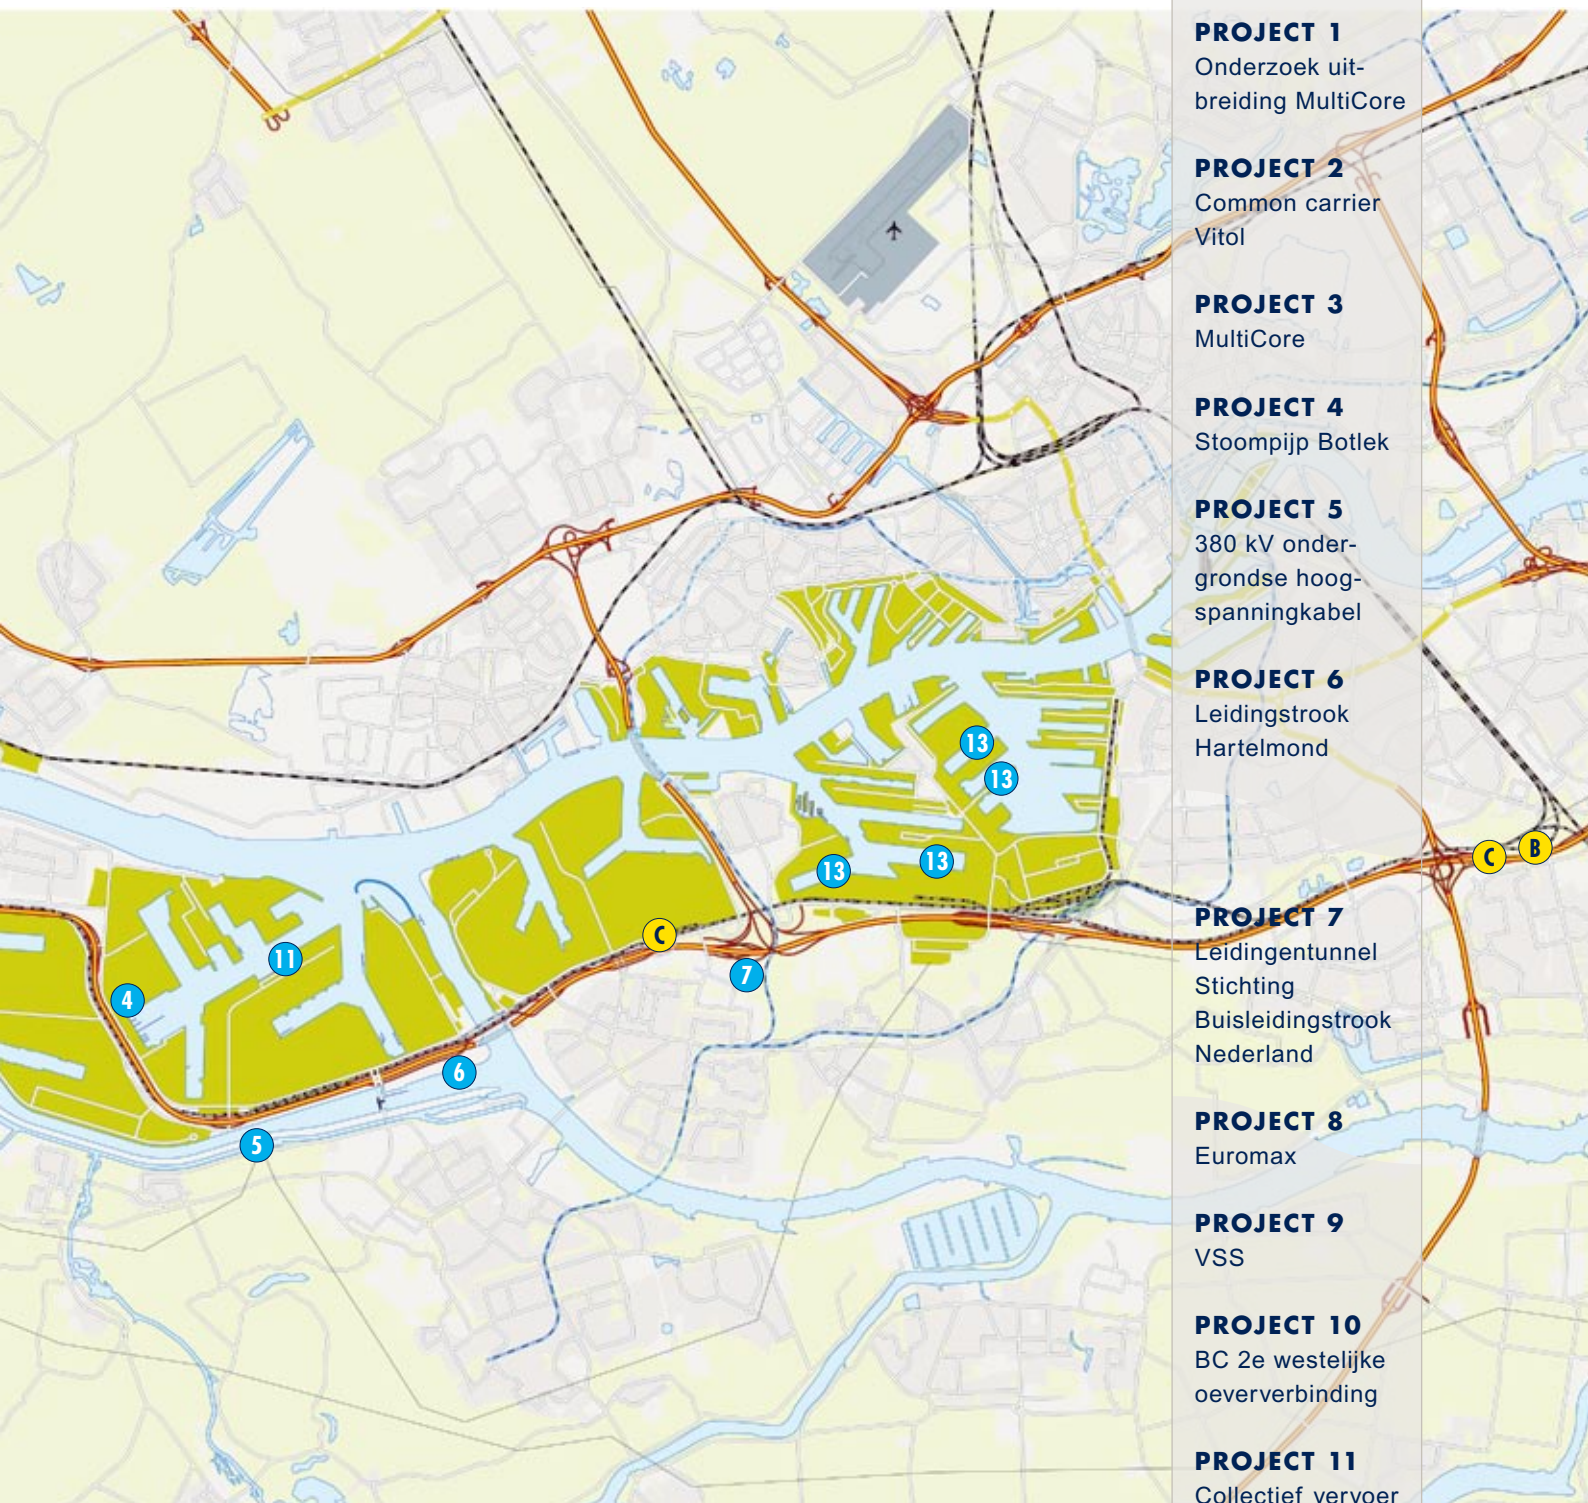 PROJECT 1
Onderzoek uit-
breiding MultiCore
PROJECT 2
Common carrier
Vitol
PROJECT 3
MultiCore
PROJECT 4
Stoompijp Botlek
PROJECT 5
380 kV onder-
grondse hoog-
spanningkabel
PROJECT 6
Leidingstrook
Hartelmond
PROJECT 7
Leidingentunnel
Stichting
Buisleidingstrook
Nederland
PROJECT 8
Euromax
PROJECT 9
VSS
PROJECT 10
BC 2e westelijke
oeververbinding
PROJECT 11
Collectief vervoer
13
13
13
13
C
B
C
11
7
4
6
5